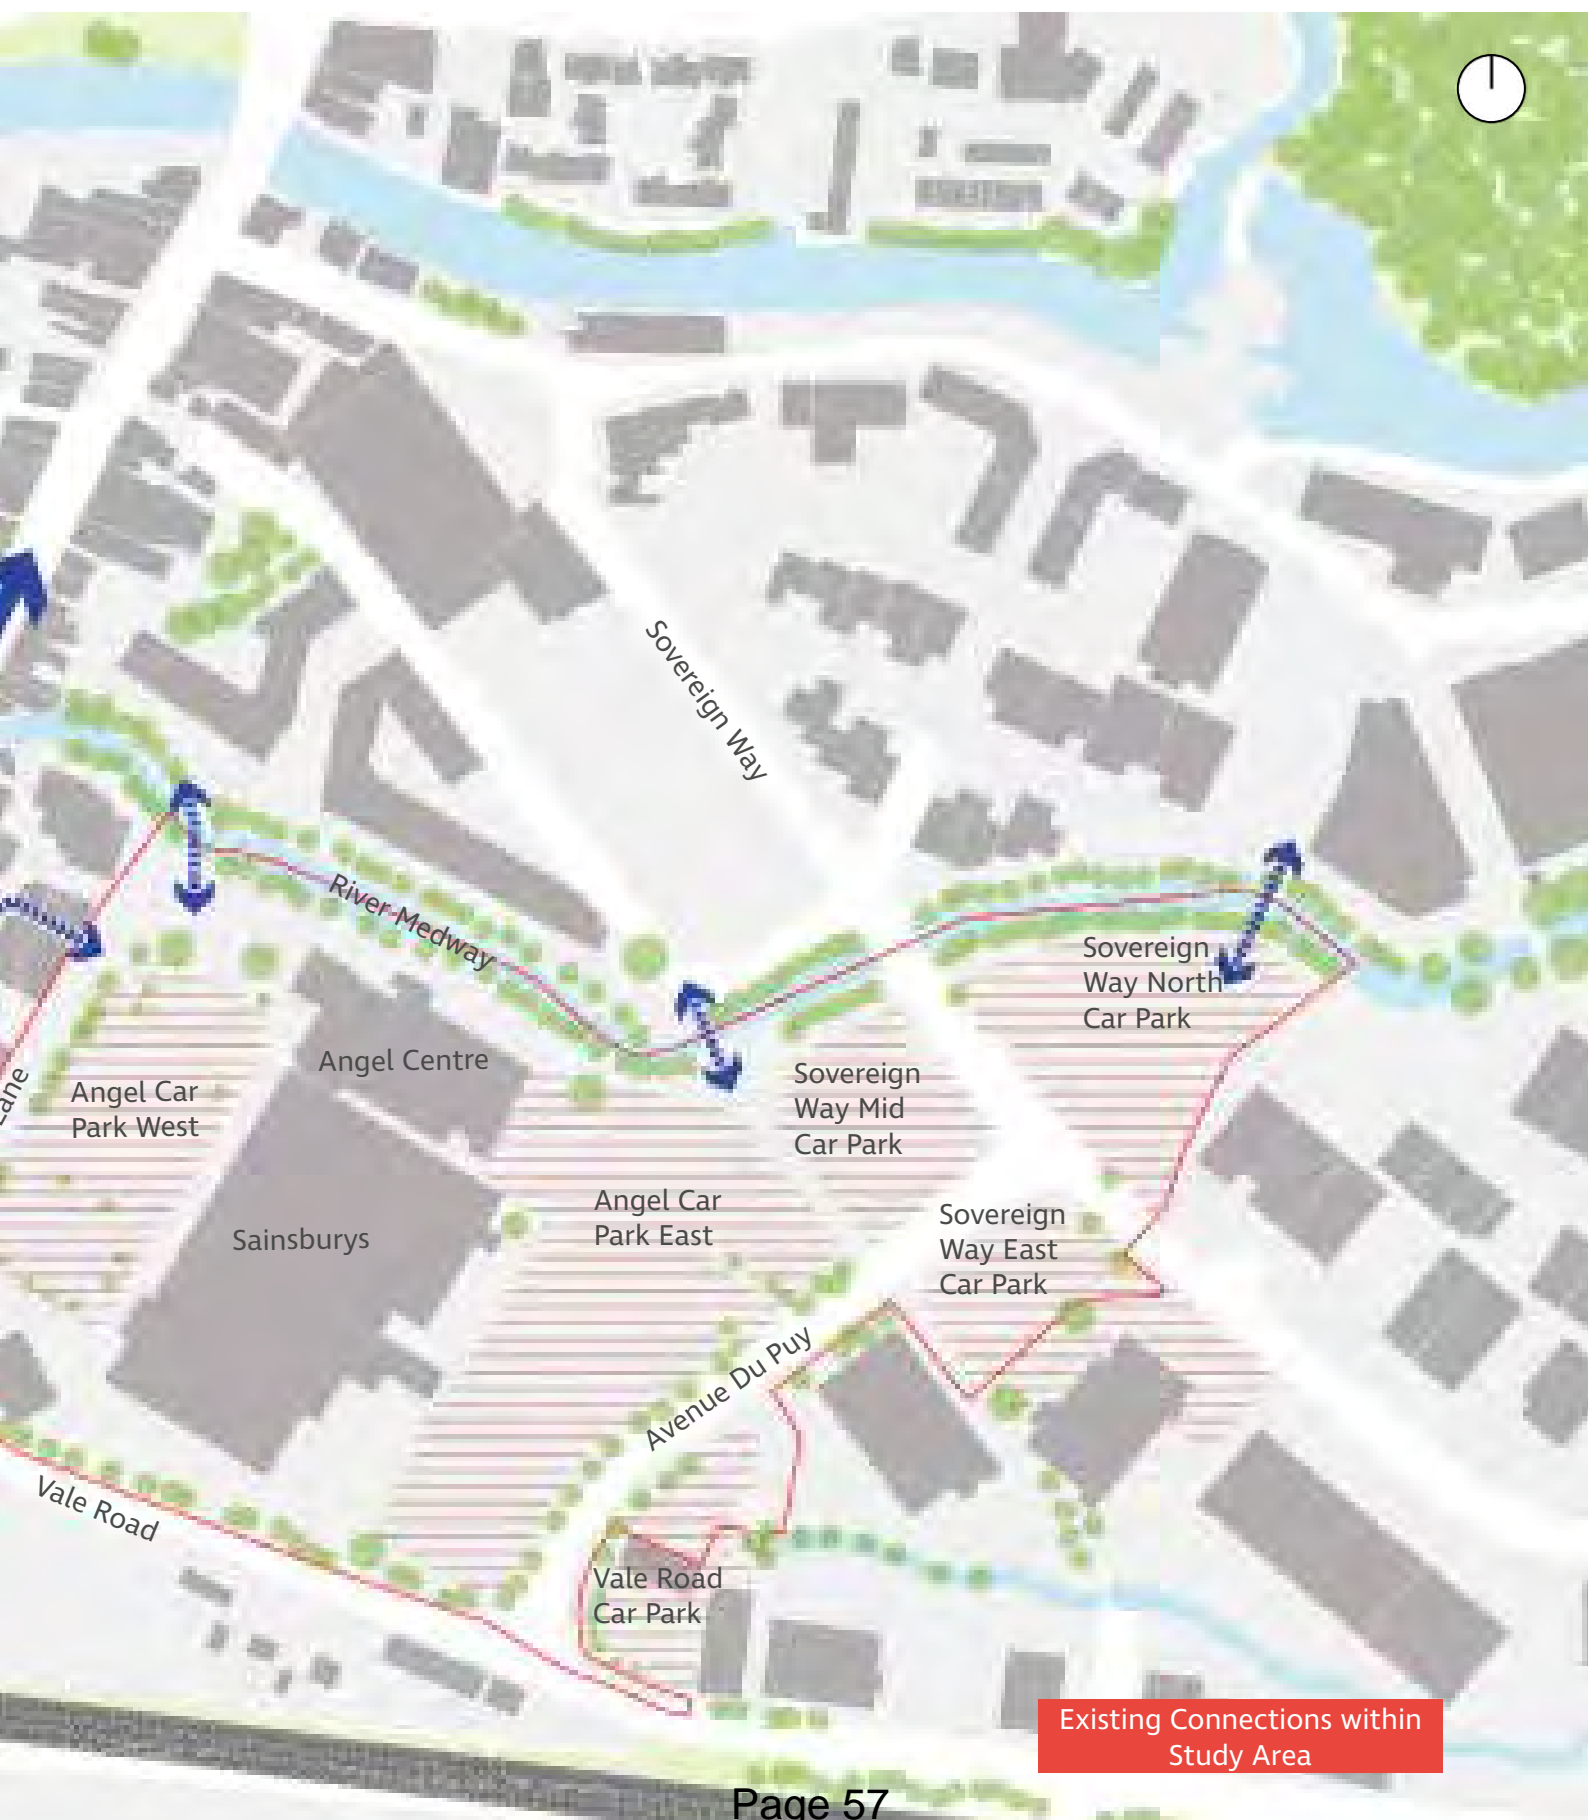 Sovereign Way
River Medway
Sovereign
Way North
Car Park
Angel Centre
Sovereign
Way Mid
Car Park
Lane
Angel Car
Park West
Angel Car
Park East
Sovereign
Way East
Car Park
Sainsburys
Avenue Du Puy
Vale Road
Vale Road
Car Park
Existing Connections within
Study Area
Page 57